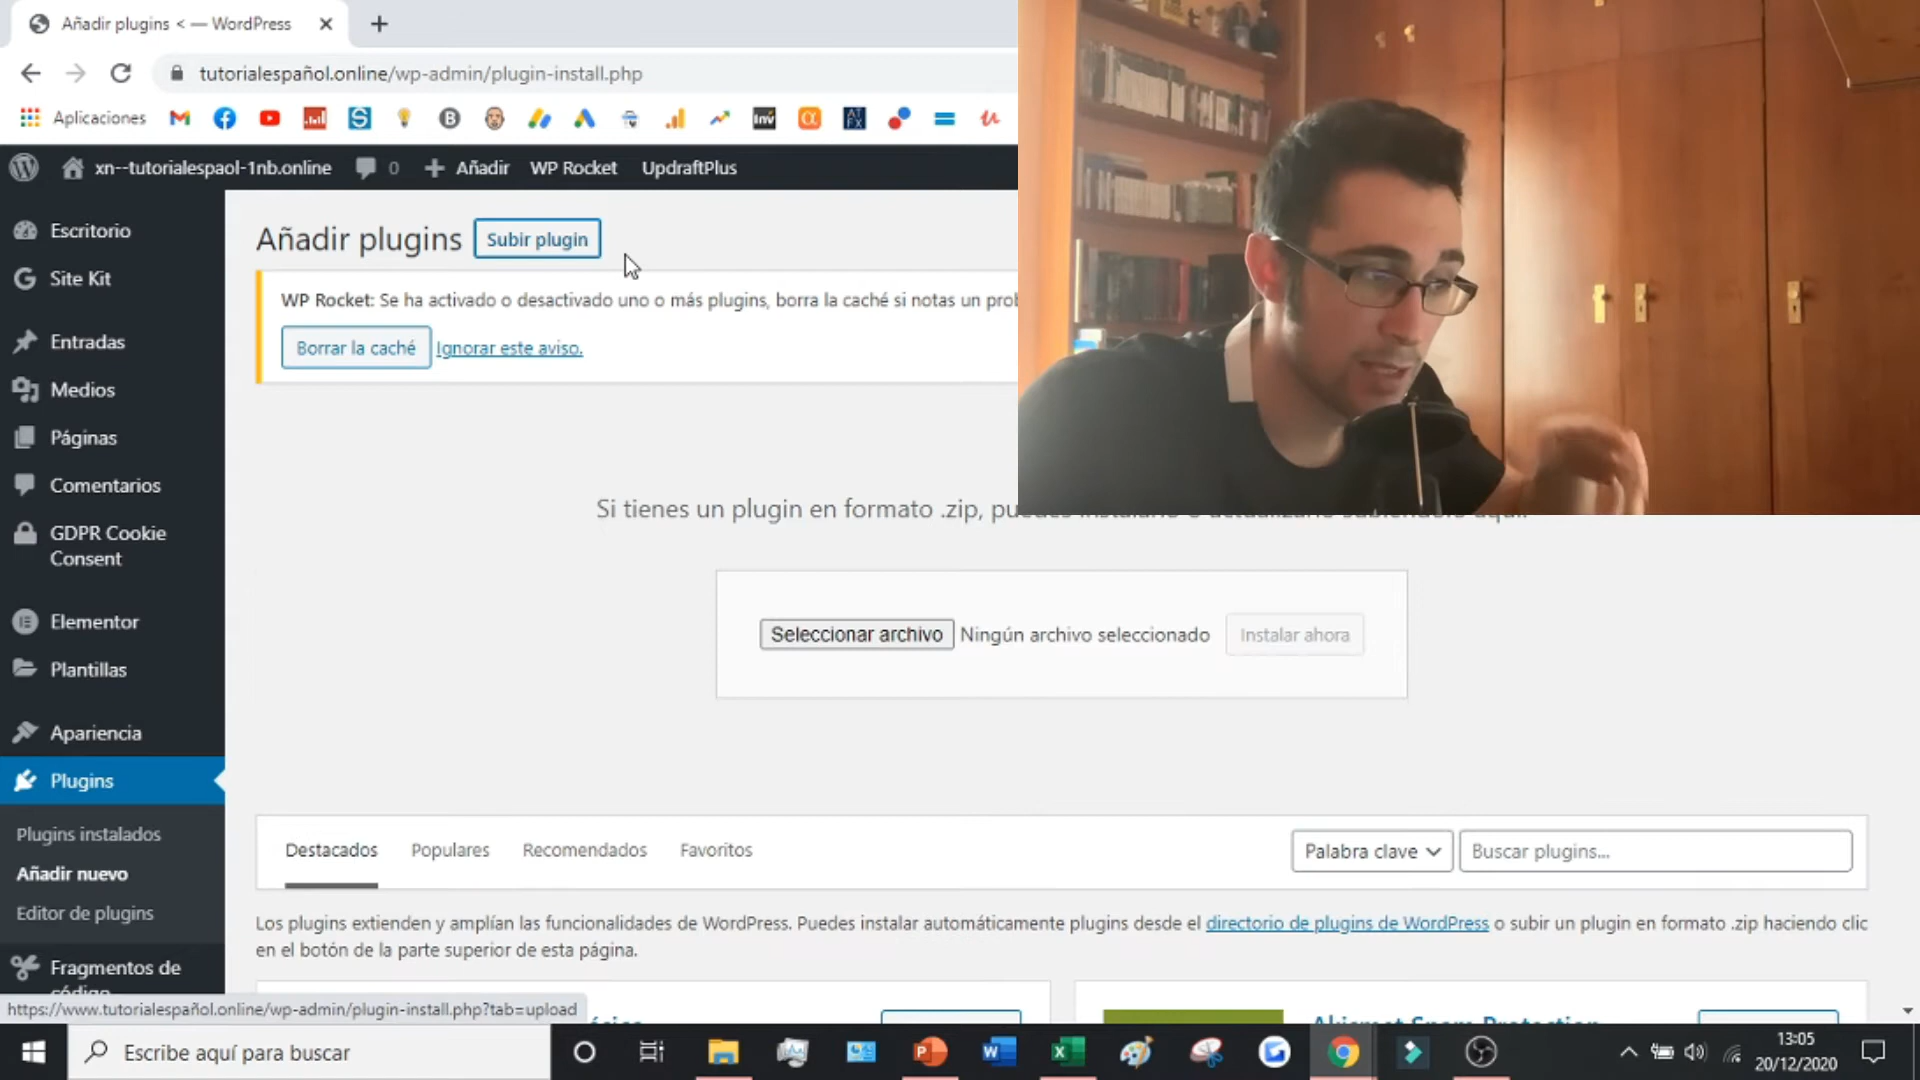 Añadir plugins < — WordPress
tutorialespañol.online/wp-admin/plugin-install.php
Aplicaciones
Inv
ATFX
xn--tutorialespaol-1nb.online
0
Añadir
WP Rocket
UpdraftPlus
Escritorio
Site Kit
Entradas
Medios
Páginas
Comentarios
GDPR Cookie
Consent
Elementor
Plantillas
Apariencia
Plugins
Plugins instalados
Añadir nuevo
Editor de plugins
Fragmentos de
código
Añadir plugins
Subir plugin
WP Rocket: Se ha activado o desactivado uno o más plugins, borra la caché si notas un
Borrar la caché
Ignorar este aviso.
Si tienes un plugin en formato .zip,
Seleccionar archivo
Ningún archivo seleccionado
Instalar ahora
Destacados
Populares
Recomendados
Favoritos
Palabra clave
Buscar plugins...
Los plugins extienden y amplían las funcionalidades de WordPress. Puedes instalar automáticamente plugins desde el directorio de plugins de WordPress o subir un plugin en formato .zip haciendo clic
en el botón de la parte superior de esta página.
Akismet Spam Protection
https://www.tutorialespañol.online/wp-admin/plugin-install.php?tab=upload
Escribe aquí para buscar
13:05
20/12/2020